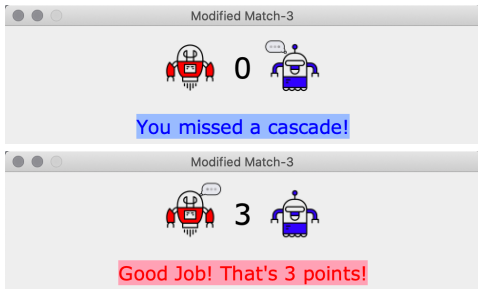 Modified Match-3
0
You missed a cascade!
Modified Match-3
3
Good Job! That's 3 points!